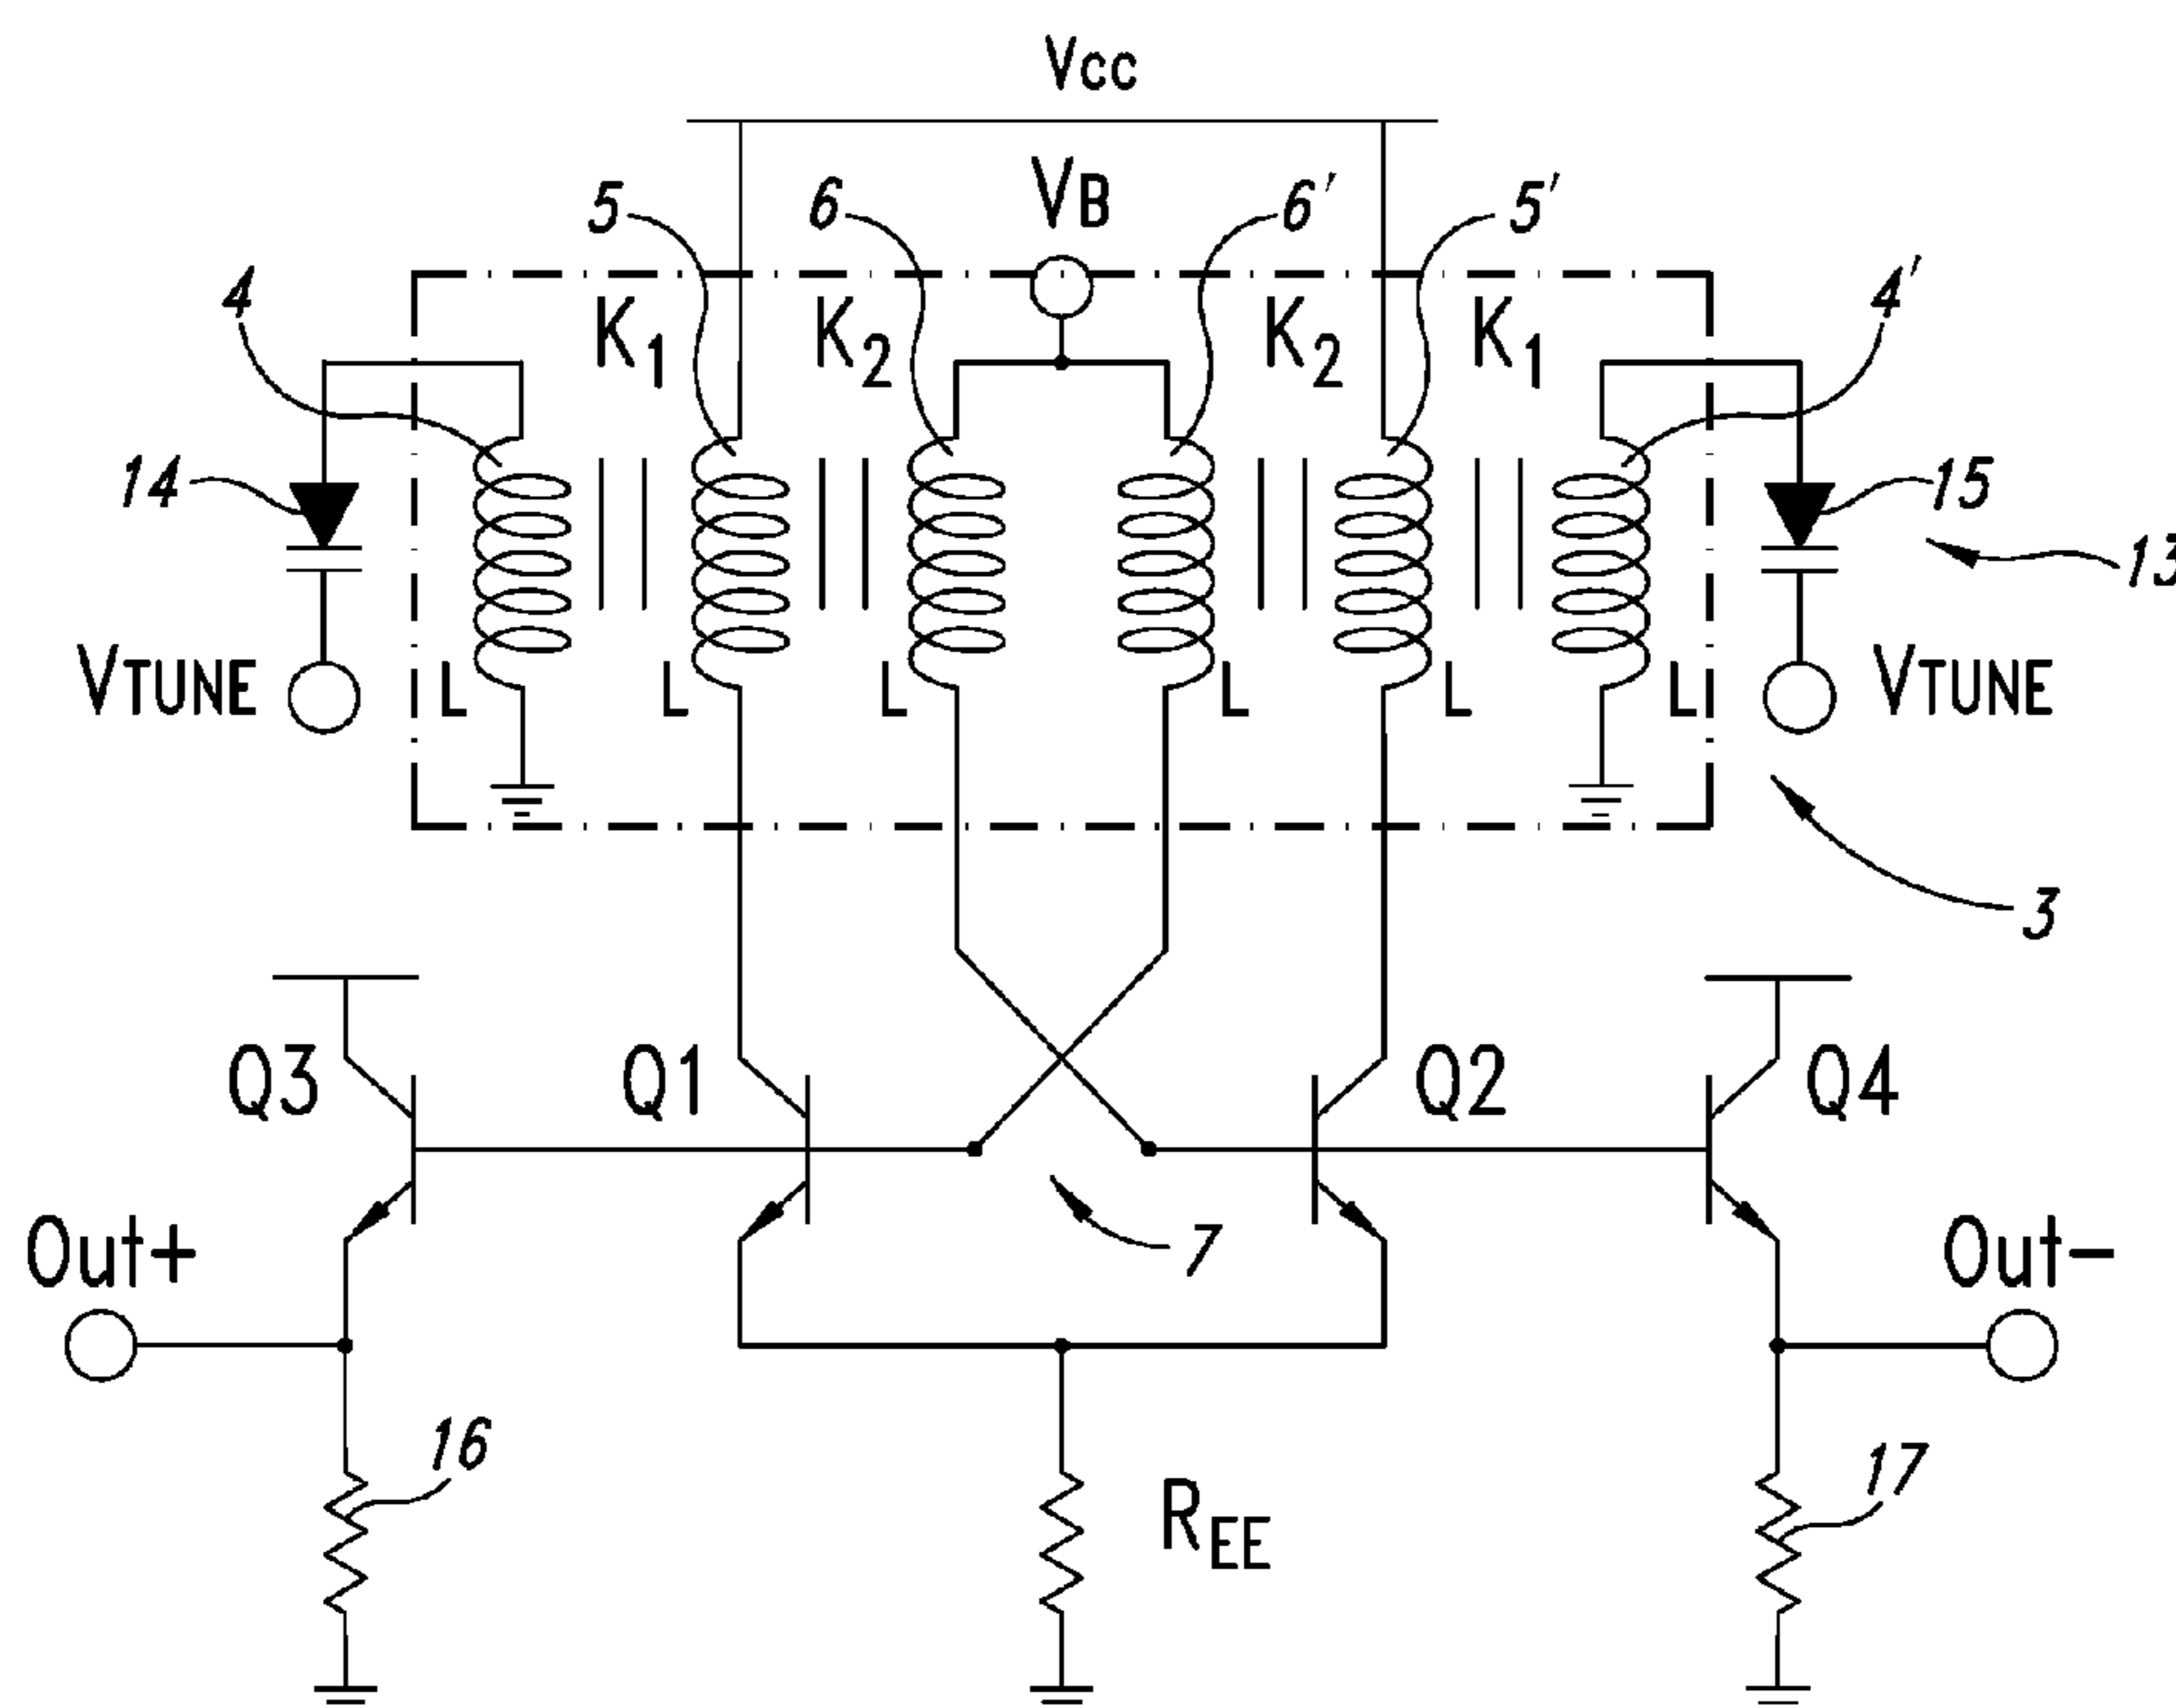 Vcc
VB
5
6
6'
5'
4
K1
K2
K2
K1
4'
14
15
13
VTUNE
L
L
L
L
L
L
VTUNE
3
Q3
Q1
Q2
Q4
Out+
7
Out-
16
REE
17